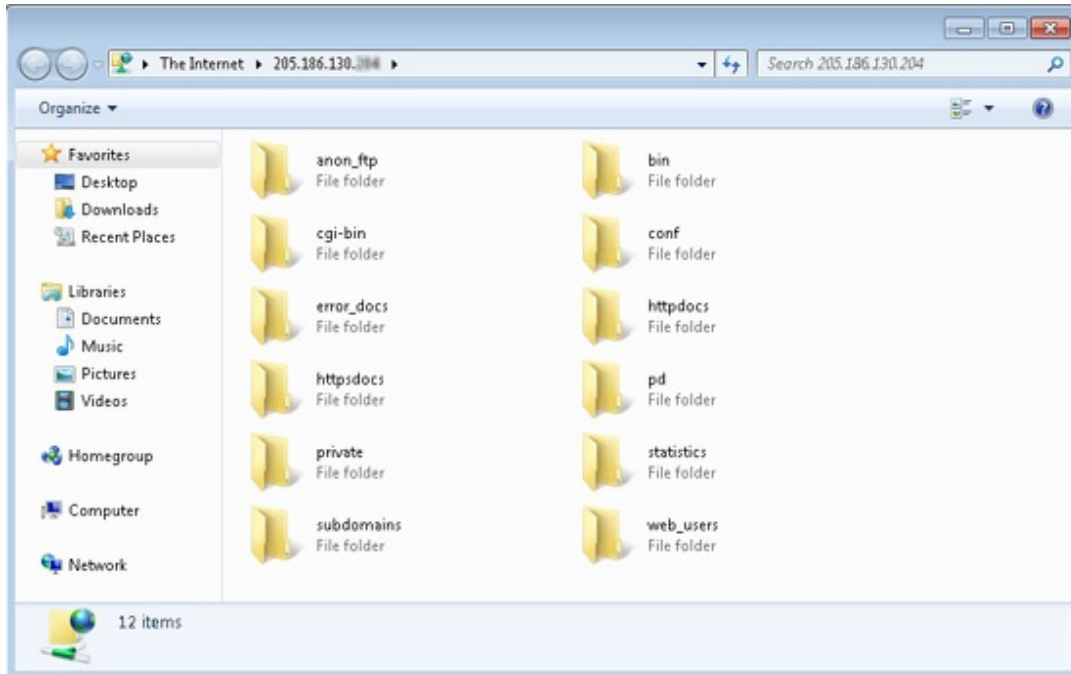 The Internet 205.186.130.
Search 205.186.130.204
Organize
Favorites
Desktop
Downloads
Recent Places
Libraries
Documents
Music
Pictures
Videos
Homegroup
Computer
Network
anon_ftp
File folder
bin
File folder
cgi-bin
File folder
conf
File folder
error_docs
File folder
httpdocs
File folder
httpsdocs
File folder
pd
File folder
private
File folder
statistics
File folder
subdomains
File folder
web_users
File folder
12 items